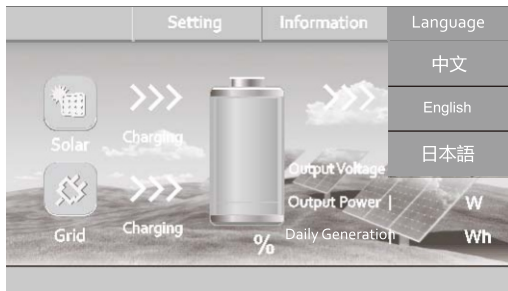 Setting
Information
Language
中文
English
日本語
Solar
Charging
Output Voltage
Output Power | W
Grid
Charging
% Daily Generation Wh